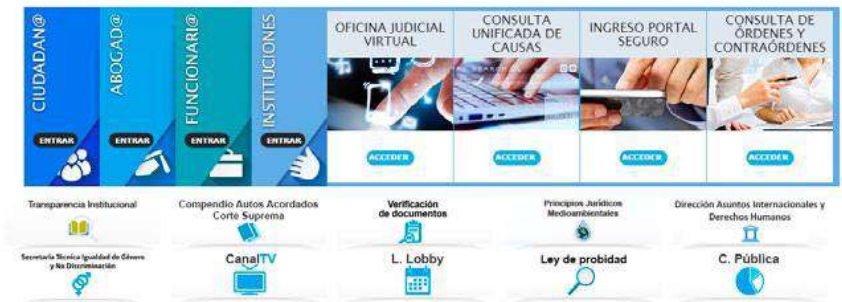 CIUDADAN@
ENTRAR
ABOGAD@
ENTRAR
FUNCIONARI@
ENTRAR
INSTITUCIONES
ENTRAR
OFICINA JUDICIAL
VIRTUAL
ACCEDER
CONSULTA
UNIFICADA DE
CAUSAS
SEARCH
ACCEDER
INGRESO PORTAL
SEGURO
ACCEDER
CONSULTA DE
ÓRDENES Y
CONTRAÓRDENES
ACCEDER
Transparencia Institucional
Compendio Autos Acordados
Corte Suprema
Verificación
de documentos
Principios Jurídicos
Medioambientales
Dirección Asuntos Internacionales y
Derechos Humanos
Secretaría Técnica Igualdad de Género
y No Discriminación
CanalTV
L. Lobby
Ley de probidad
C. Pública